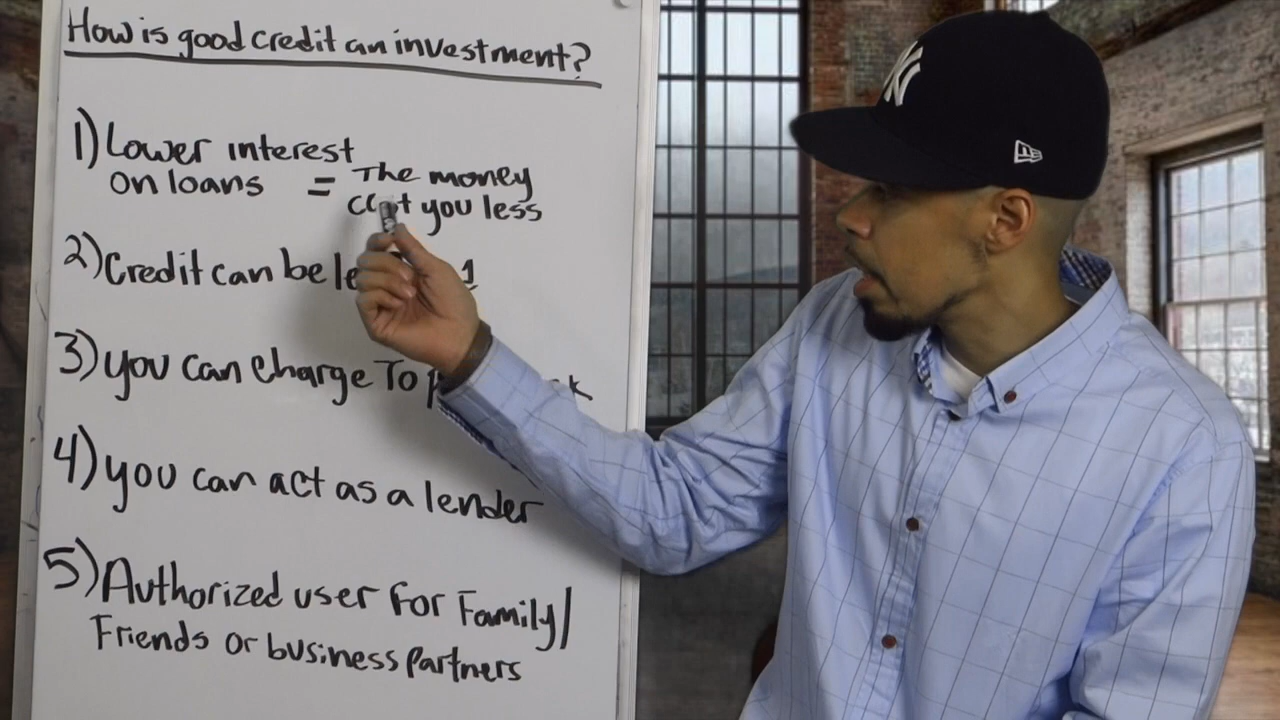 How is good credit an investment?
1) Lower interest
on loans = The money
you less
2) Credit can be
3) you can charge To
4) you can act as a lender
5) Authorized user for Family/
Friends or business partners
NY